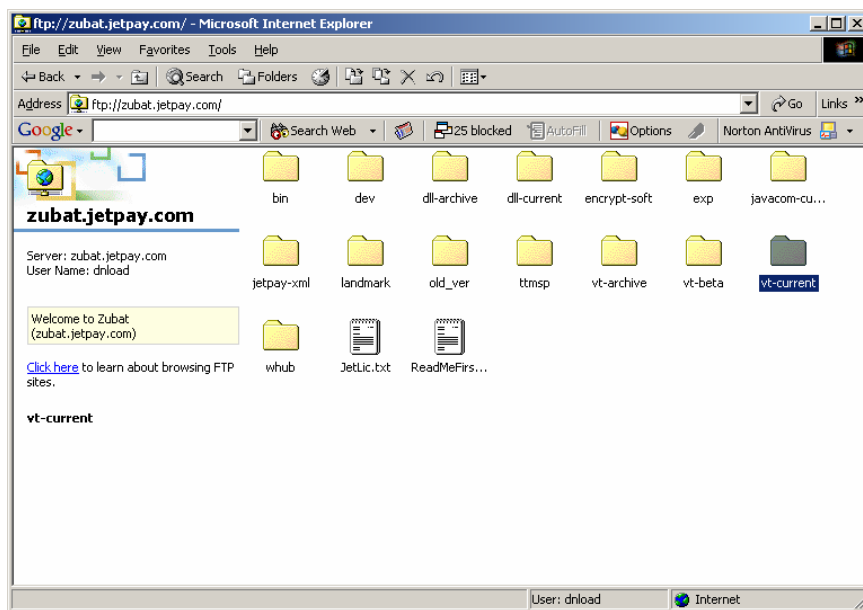 ftp://zubat.jetpay.com/ - Microsoft Internet Explorer
File Edit View Favorites Tools Help
Back Search Folders
Address ftp://zubat.jetpay.com/ Go Links »
Google Search Web 25 blocked AutoFill Options Norton AntiVirus
zubat.jetpay.com
Server: zubat.jetpay.com
User Name: dnload
Welcome to Zubat
(zubat.jetpay.com)
Click here to learn about browsing FTP
sites.
vt-current
bin dev dll-archive dll-current encrypt-soft exp javacom-cu...
jetpay-xml landmark old_ver ttmsp vt-archive vt-beta vt-current
whub JetLic.txt ReadMeFirs...
User: dnload Internet